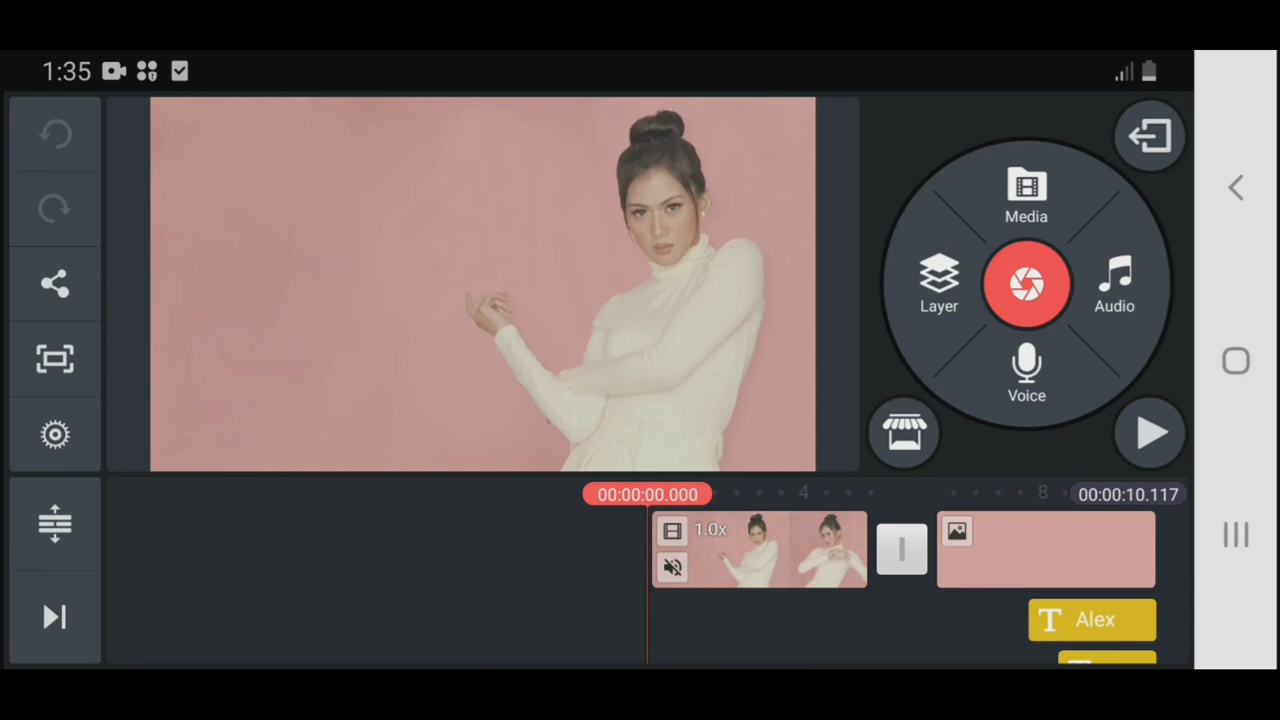 1:35
Media
Layer
Audio
Voice
00:00:00.000
4
8
00:00:10.117
1.0x
T Alex